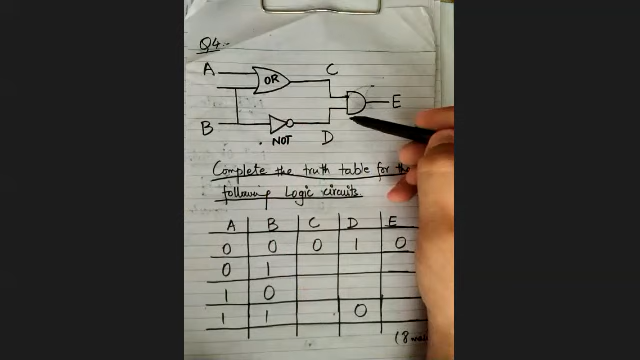 Q4.
A
OR
C
E
B
NOT
D
Complete the truth table for the
following Logic circuits.
A B C D E
0 0 0 1 0
0 1
1 0
1 1 0
(8